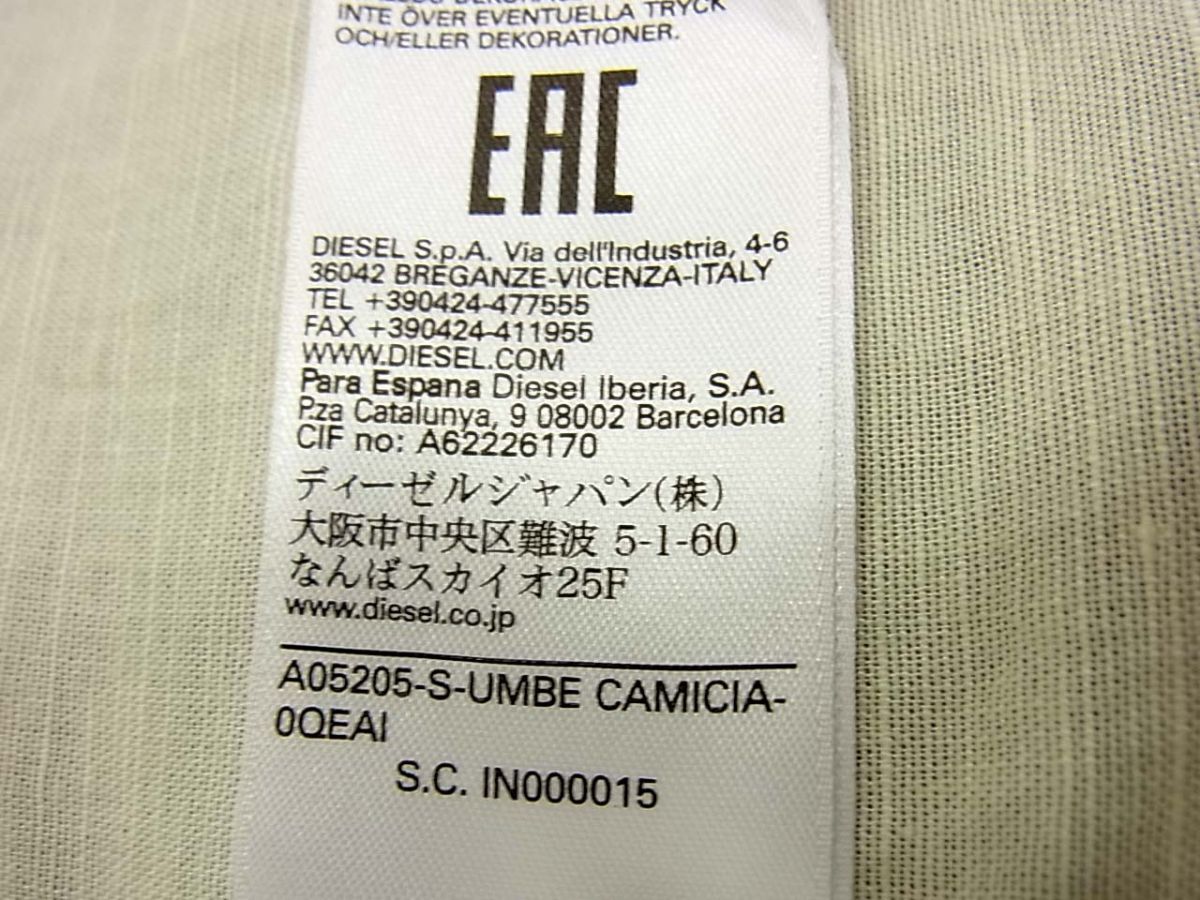 INTE ÖVER EVENTUELLA TRYCK
OCH/ELLER DEKORATIONER.
EAC
DIESEL S.p.A. Via dell'Industria, 4-6
36042 BREGANZE-VICENZA-ITALY
TEL +390424-477555
FAX +390424-411955
WWW.DIESEL.COM
Para Espana Diesel Iberia, S.A.
P.za Catalunya, 9 08002 Barcelona
CIF no: A62226170
ディーゼルジャパン(株)
大阪市中央区難波 5-1-60
なんばスカイオ25F
www.diesel.co.jp
A05205-S-UMBE CAMICIA-
0QEAI
S.C. IN000015